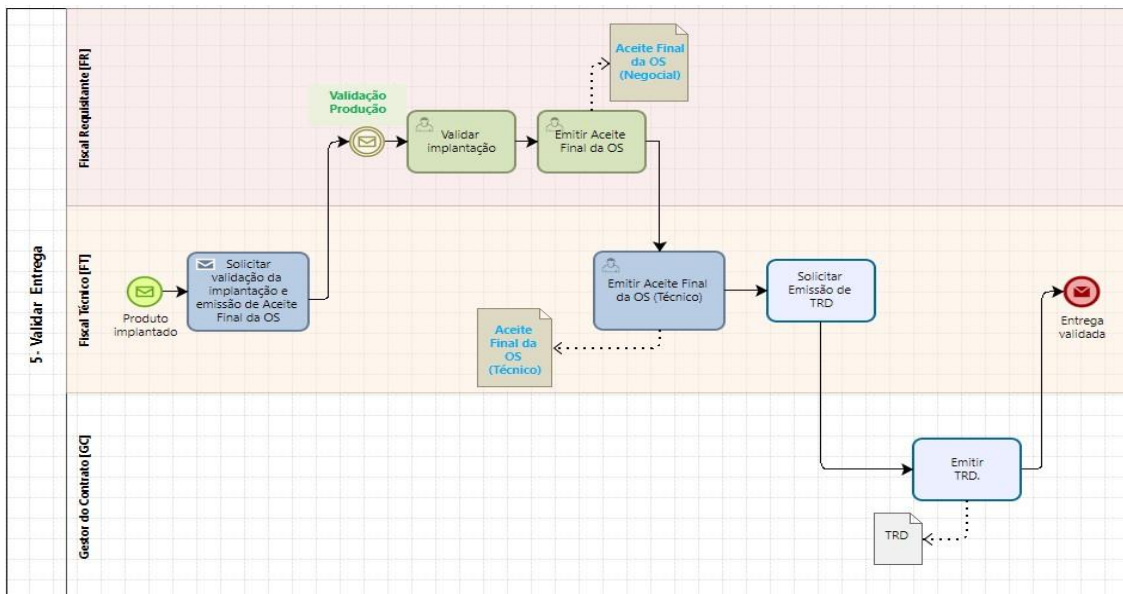 5- Validar Entrega
Fiscal Requisitante [FR]
Validação
Produção
Validar
implantação
Emitir Aceite
Final da OS
Aceite Final
da OS
(Negocial)
Fiscal Técnico [FT]
Produto
implantado
Solicitar
validação da
implantação e
emissão de Aceite
Final da OS
Aceite
Final da
OS
(Técnico)
Emitir Aceite Final
da OS (Técnico)
Solicitar
Emissão de
TRD
Entrega
validada
Gestor do Contrato [GC]
Emitir
TRD.
TRD